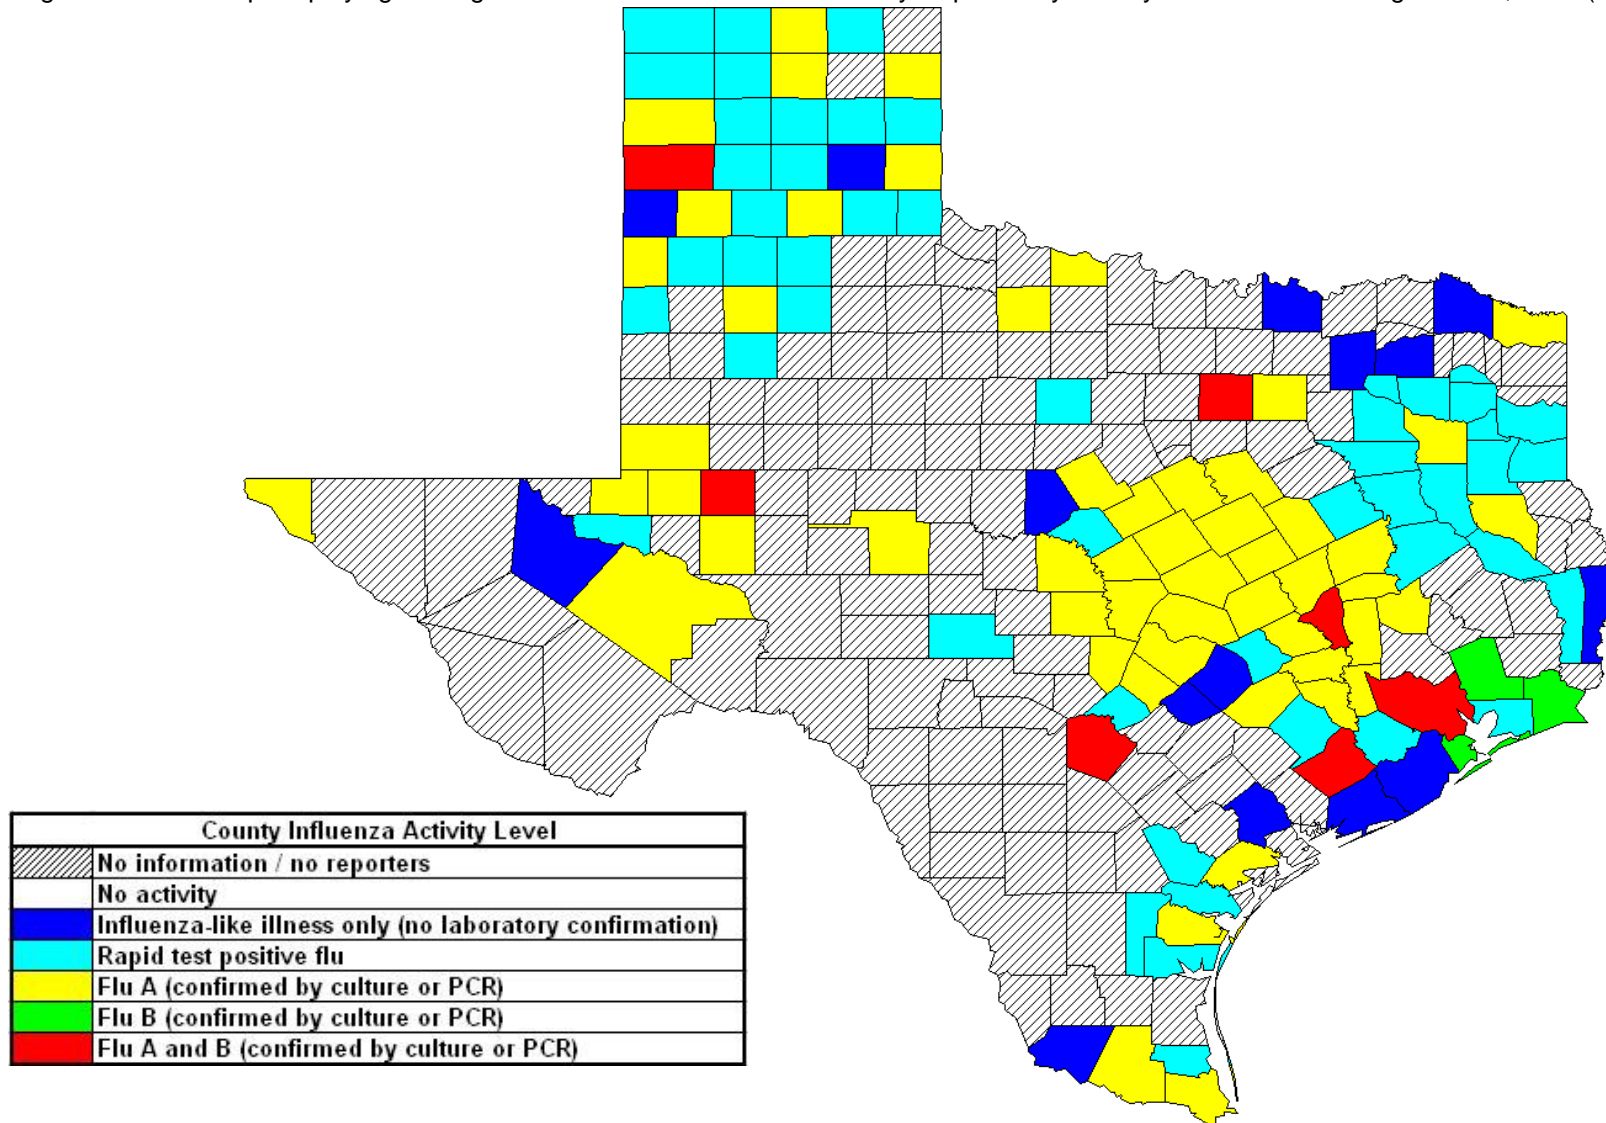 County Influenza Activity Level
No information / no reporters
No activity
Influenza-like illness only (no laboratory confirmation)
Rapid test positive flu
Flu A (confirmed by culture or PCR)
Flu B (confirmed by culture or PCR)
Flu A and B (confirmed by culture or PCR)